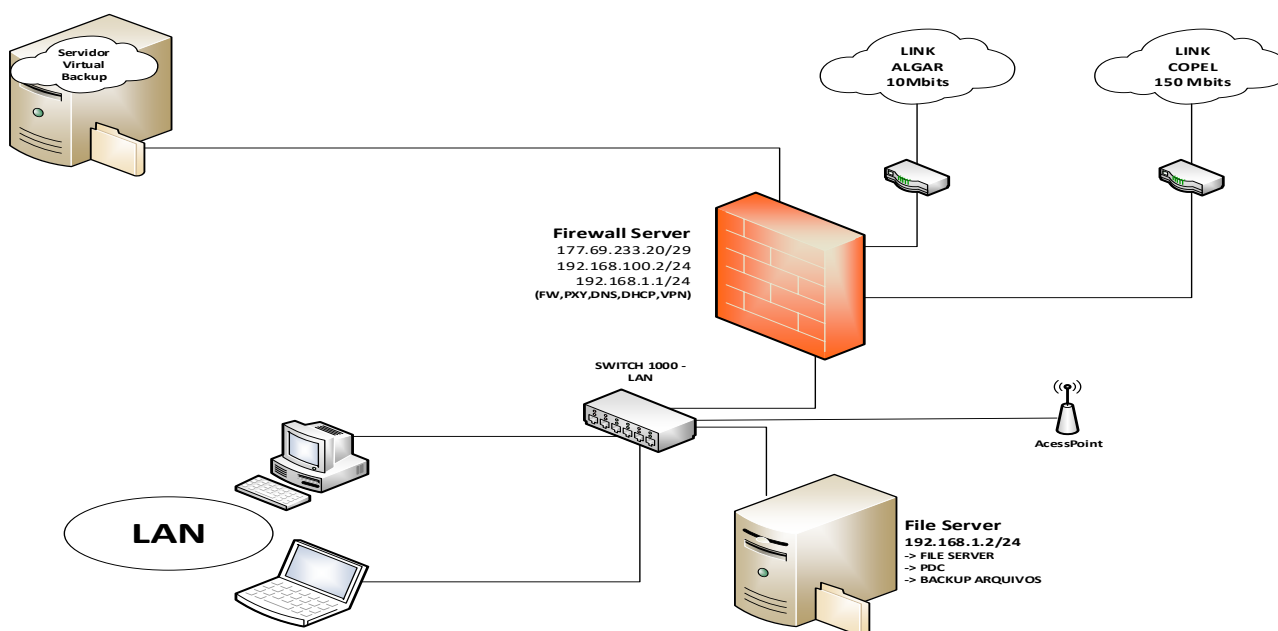 Servidor
Virtual
Backup
LINK
ALGAR
10Mbits
LINK
COPEL
150 Mbits
Firewall Server
177.69.233.20/29
192.168.100.2/24
192.168.1.1/24
(FW,PXY,DNS,DHCP,VPN)
SWITCH 1000 -
LAN
AcessPoint
LAN
File Server
192.168.1.2/24
-> FILE SERVER
-> PDC
-> BACKUP ARQUIVOS